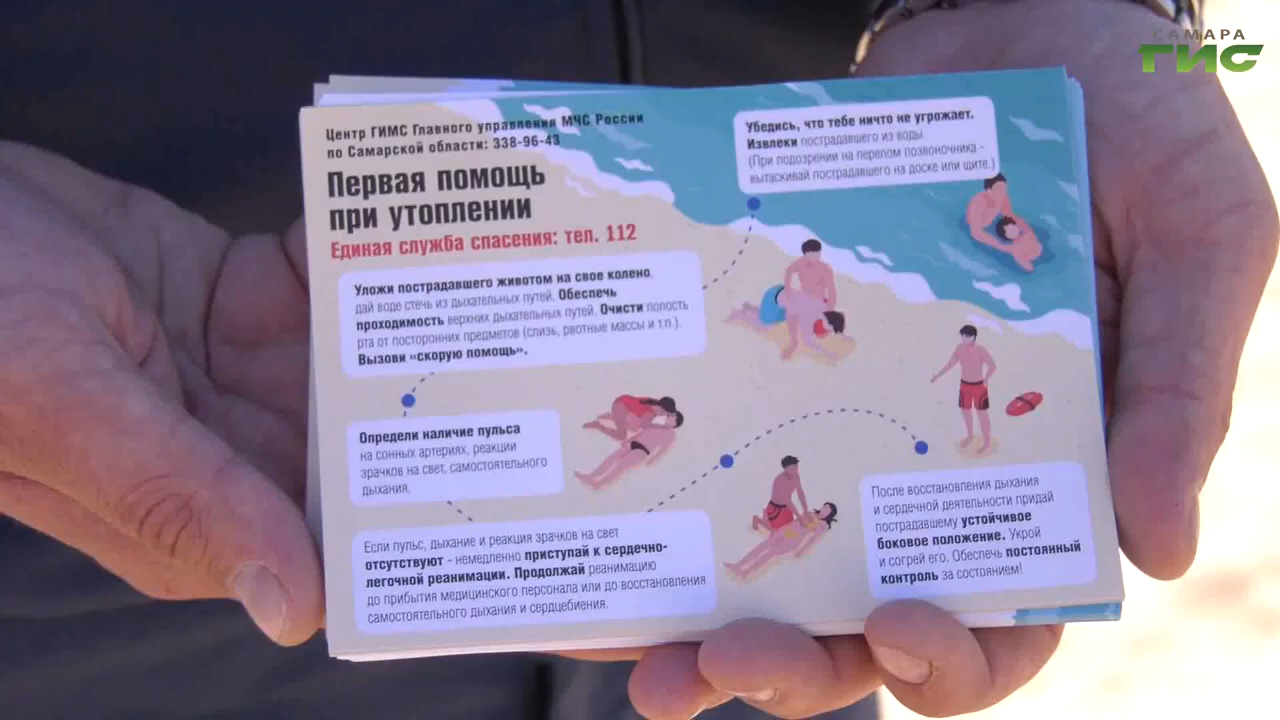 САМАРА
ГИС
Центр ГИМС Главного управления МЧС России
по Самарской области: 338-96-43
Первая помощь
при утоплении
Единая служба спасения: тел. 112
Убедись, что тебе ничто не угрожает.
Извлеки пострадавшего из воды
(При подозрении на перелом позвоночника -
вытаскивай пострадавшего на доске или щите.)
Уложи пострадавшего животом на свое колено,
дай воде стечь из дыхательных путей. Обеспечь
проходимость верхних дыхательных путей. Очисти полость
рта от посторонних предметов (слизь, рвотные массы и т.п.).
Вызови «скорую помощь».
Определи наличие пульса
на сонных артериях, реакции
зрачков на свет, самостоятельного
дыхания.
Если пульс, дыхание и реакция зрачков на свет
отсутствуют - немедленно приступай к сердечно-
легочной реанимации. Продолжай реанимацию
до прибытия медицинского персонала или до восстановления
самостоятельного дыхания и сердцебиения.
После восстановления дыхания
и сердечной деятельности придай
пострадавшему устойчивое
боковое положение. Укрой
и согрей его. Обеспечь постоянный
контроль за состоянием!